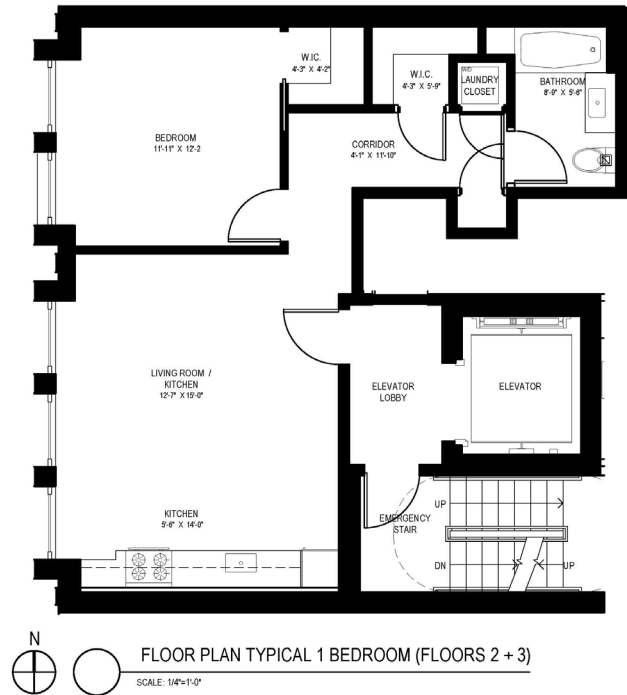 W.I.C.
4'-3" X 4'-2"
W.I.C.
4'-3" X 5'-9"
W/D
LAUNDRY
CLOSET
BATHROOM
8'-9" X 5'-6"
BEDROOM
11'-11" X 12'-2
CORRIDOR
4'-1" X 11'-10"
LIVING ROOM /
KITCHEN
12'-7" X 15'-0"
ELEVATOR
LOBBY
ELEVATOR
KITCHEN
5'-6" X 14'-0"
EMERGENCY
STAIR
UP
DN
UP
N
FLOOR PLAN TYPICAL 1 BEDROOM (FLOORS 2 + 3)
SCALE: 1/4"=1'-0"